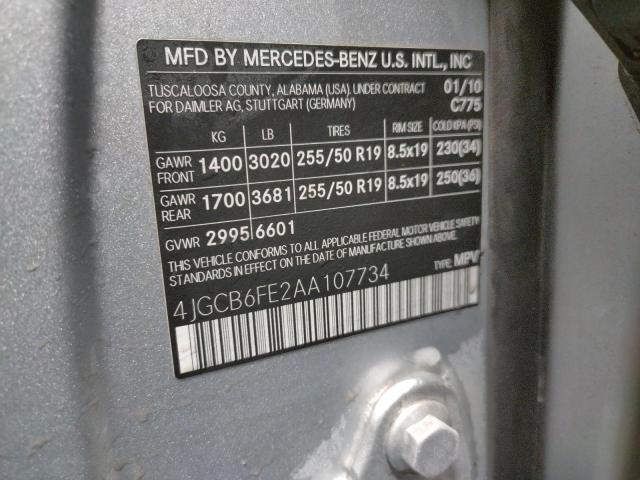 MFD BY MERCEDES-BENZ U.S. INTL., INC
TUSCALOOSA COUNTY, ALABAMA (USA), UNDER CONTRACT 01/10
FOR DAIMLER AG, STUTTGART (GERMANY) C775
KG LB TIRES RIM SIZE COLD KPA (PSI)
GAWR FRONT 1400 3020 255/50 R19 8.5x19 230(34)
GAWR REAR 1700 3681 255/50 R19 8.5x19 250(36)
GVWR 2995 6601
THIS VEHICLE CONFORMS TO ALL APPLICABLE FEDERAL MOTOR VEHICLE SAFETY
STANDARDS IN EFFECT ON THE DATE OF MANUFACTURE SHOWN ABOVE.
TYPE: MPV
4JGCB6FE2AA107734